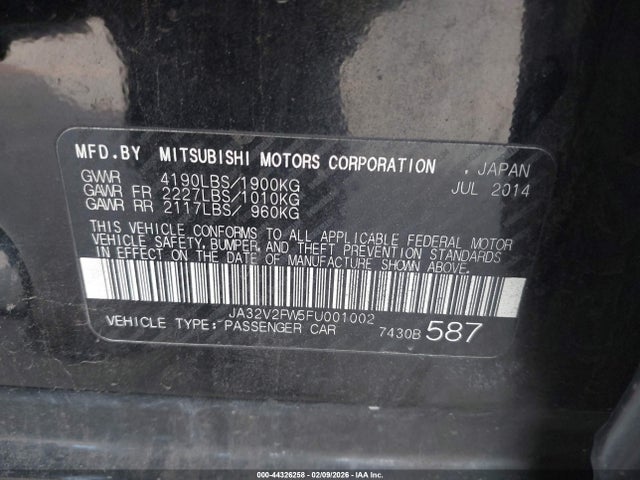 MFD.BY MITSUBISHI MOTORS CORPORATION , JAPAN
GVWR 4190LBS/1900KG JUL 2014
GAWR FR 2227LBS/1010KG
GAWR RR 2117LBS/ 960KG
THIS VEHICLE CONFORMS TO ALL APPLICABLE FEDERAL MOTOR
VEHICLE SAFETY, BUMPER, AND THEFT PREVENTION STANDARDS
IN EFFECT ON THE DATE OF MANUFACTURE SHOWN ABOVE.
JA32V2FW5FU001002
VEHICLE TYPE: PASSENGER CAR 7430B 587
000-44326258 - 02/09/2026 - IAA Inc.